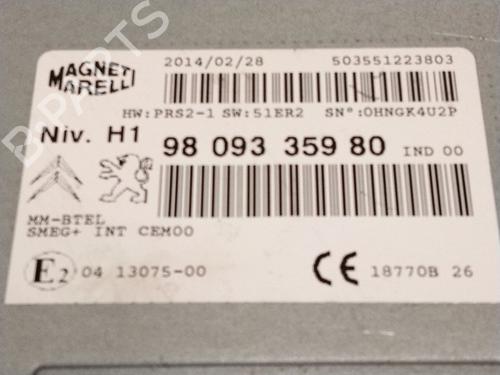 MAGNETI
MARELLI
2014/02/28
503551223803
HW:PRS2-1 SW:51ER2 SN°:0HNGK4U2P
Niv. H1
98 093 359 80 IND 00
MM-BTEL
SMEG+ INT CEM00
E2 04 13075-00
CE 18770B 26
B-PARTS